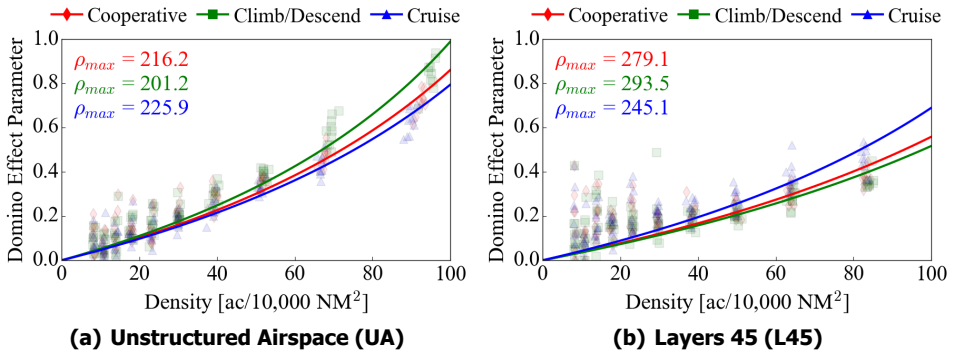 Cooperative Climb/Descend Cruise
Domino Effect Parameter
1.0
0.8
0.6
0.4
0.2
0.0
ρmax = 216.2
ρmax = 201.2
ρmax = 225.9
0 20 40 60 80 100
Density [ac/10,000 NM²]
(a) Unstructured Airspace (UA)
Cooperative Climb/Descend Cruise
Domino Effect Parameter
1.0
0.8
0.6
0.4
0.2
0.0
ρmax = 279.1
ρmax = 293.5
ρmax = 245.1
0 20 40 60 80 100
Density [ac/10,000 NM²]
(b) Layers 45 (L45)